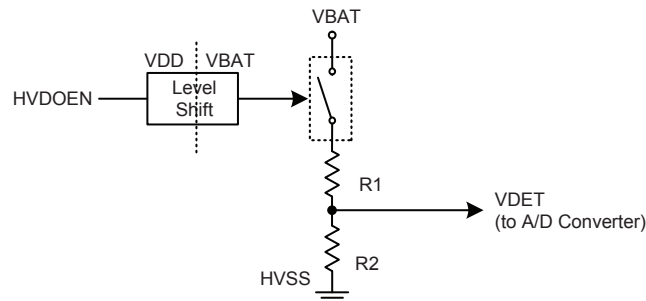 VBAT
VDD VBAT
HVDOEN
Level
Shift
R1
VDET
(to A/D Converter)
R2
HVSS